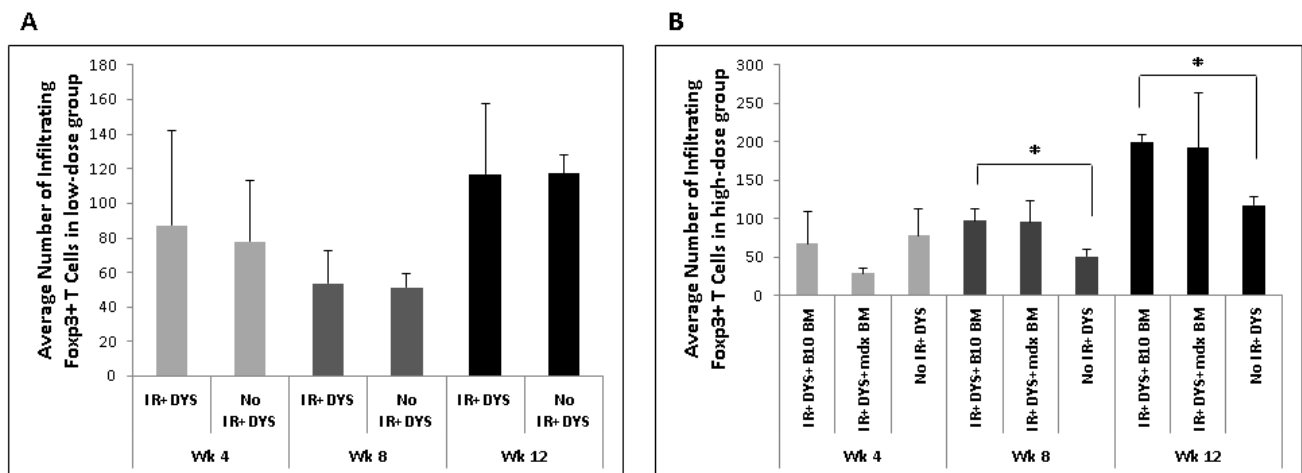 A
Average Number of Infiltrating
Foxp3+ T Cells in low-dose group
180
160
140
120
100
80
60
40
20
0
IR+ DYS
No
IR+ DYS
IR+ DYS
No
IR+ DYS
IR+ DYS
No
IR+ DYS
Wk 4
Wk 8
Wk 12
B
Average Number of Infiltrating
Foxp3+ T Cells in high-dose group
300
250
200
150
100
50
0
*
*
IR+ DYS+ B10 BM
IR+ DYS+mdx BM
No IR+ DYS
IR+ DYS+ B10 BM
IR+ DYS+mdx BM
No IR+ DYS
IR+ DYS+ B10 BM
IR+ DYS+mdx BM
No IR+ DYS
Wk 4
Wk 8
Wk 12